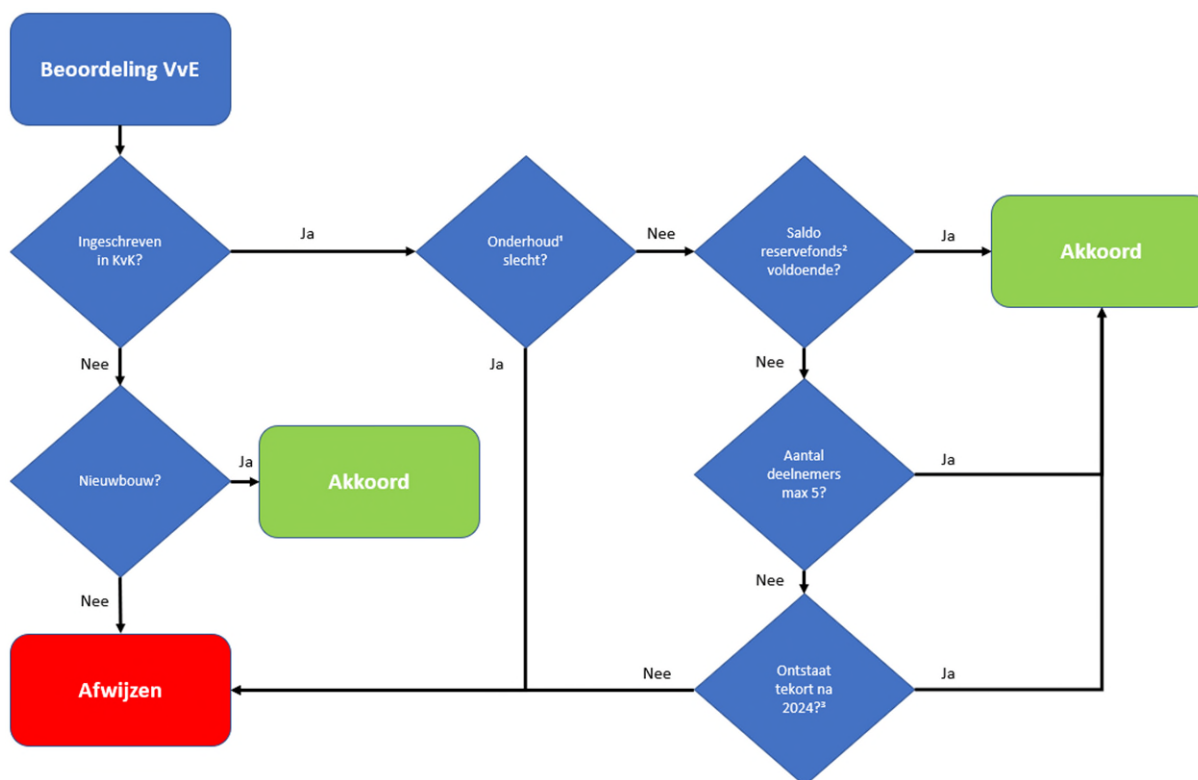 Beoordeling VvE
Ingeschreven
in KvK?
Ja
Onderhoud¹
slecht?
Nee
Saldo
reservefonds²
voldoende?
Ja
Akkoord
Nee
Ja
Nee
Nieuwbouw?
Ja
Akkoord
Aantal
deelnemers
max 5?
Ja
Nee
Nee
Afwijzen
Nee
Ontstaat
tekort na
2024?³
Ja